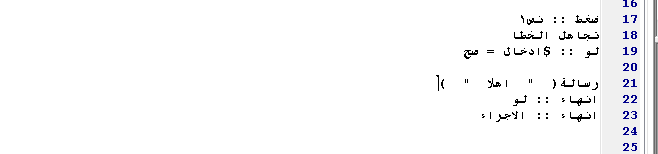 16
17 ضغط :: نص١
18 تجاهل الخطا
19 لو :: $ادخال = صح
20
21 رسالة( " اهلا " )
22 انهاء :: لو
23 انهاء :: الاجراء
24
25